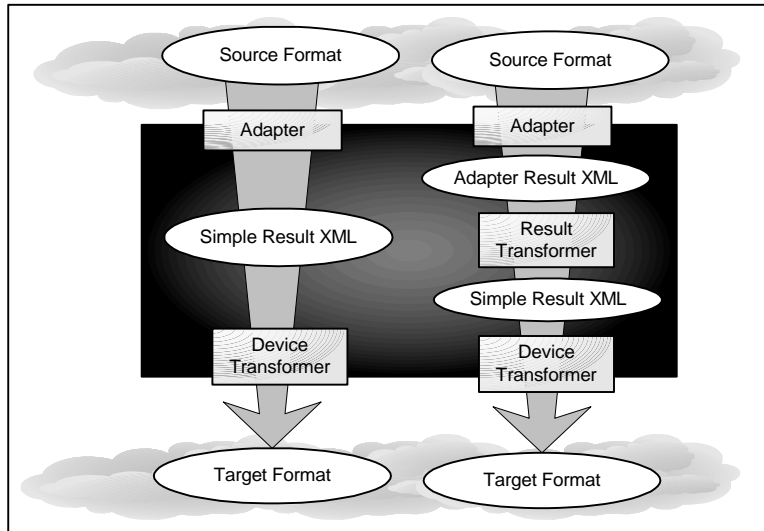 Source Format
Adapter
Simple Result XML
Device
Transformer
Target Format
Source Format
Adapter
Adapter Result XML
Result
Transformer
Simple Result XML
Device
Transformer
Target Format